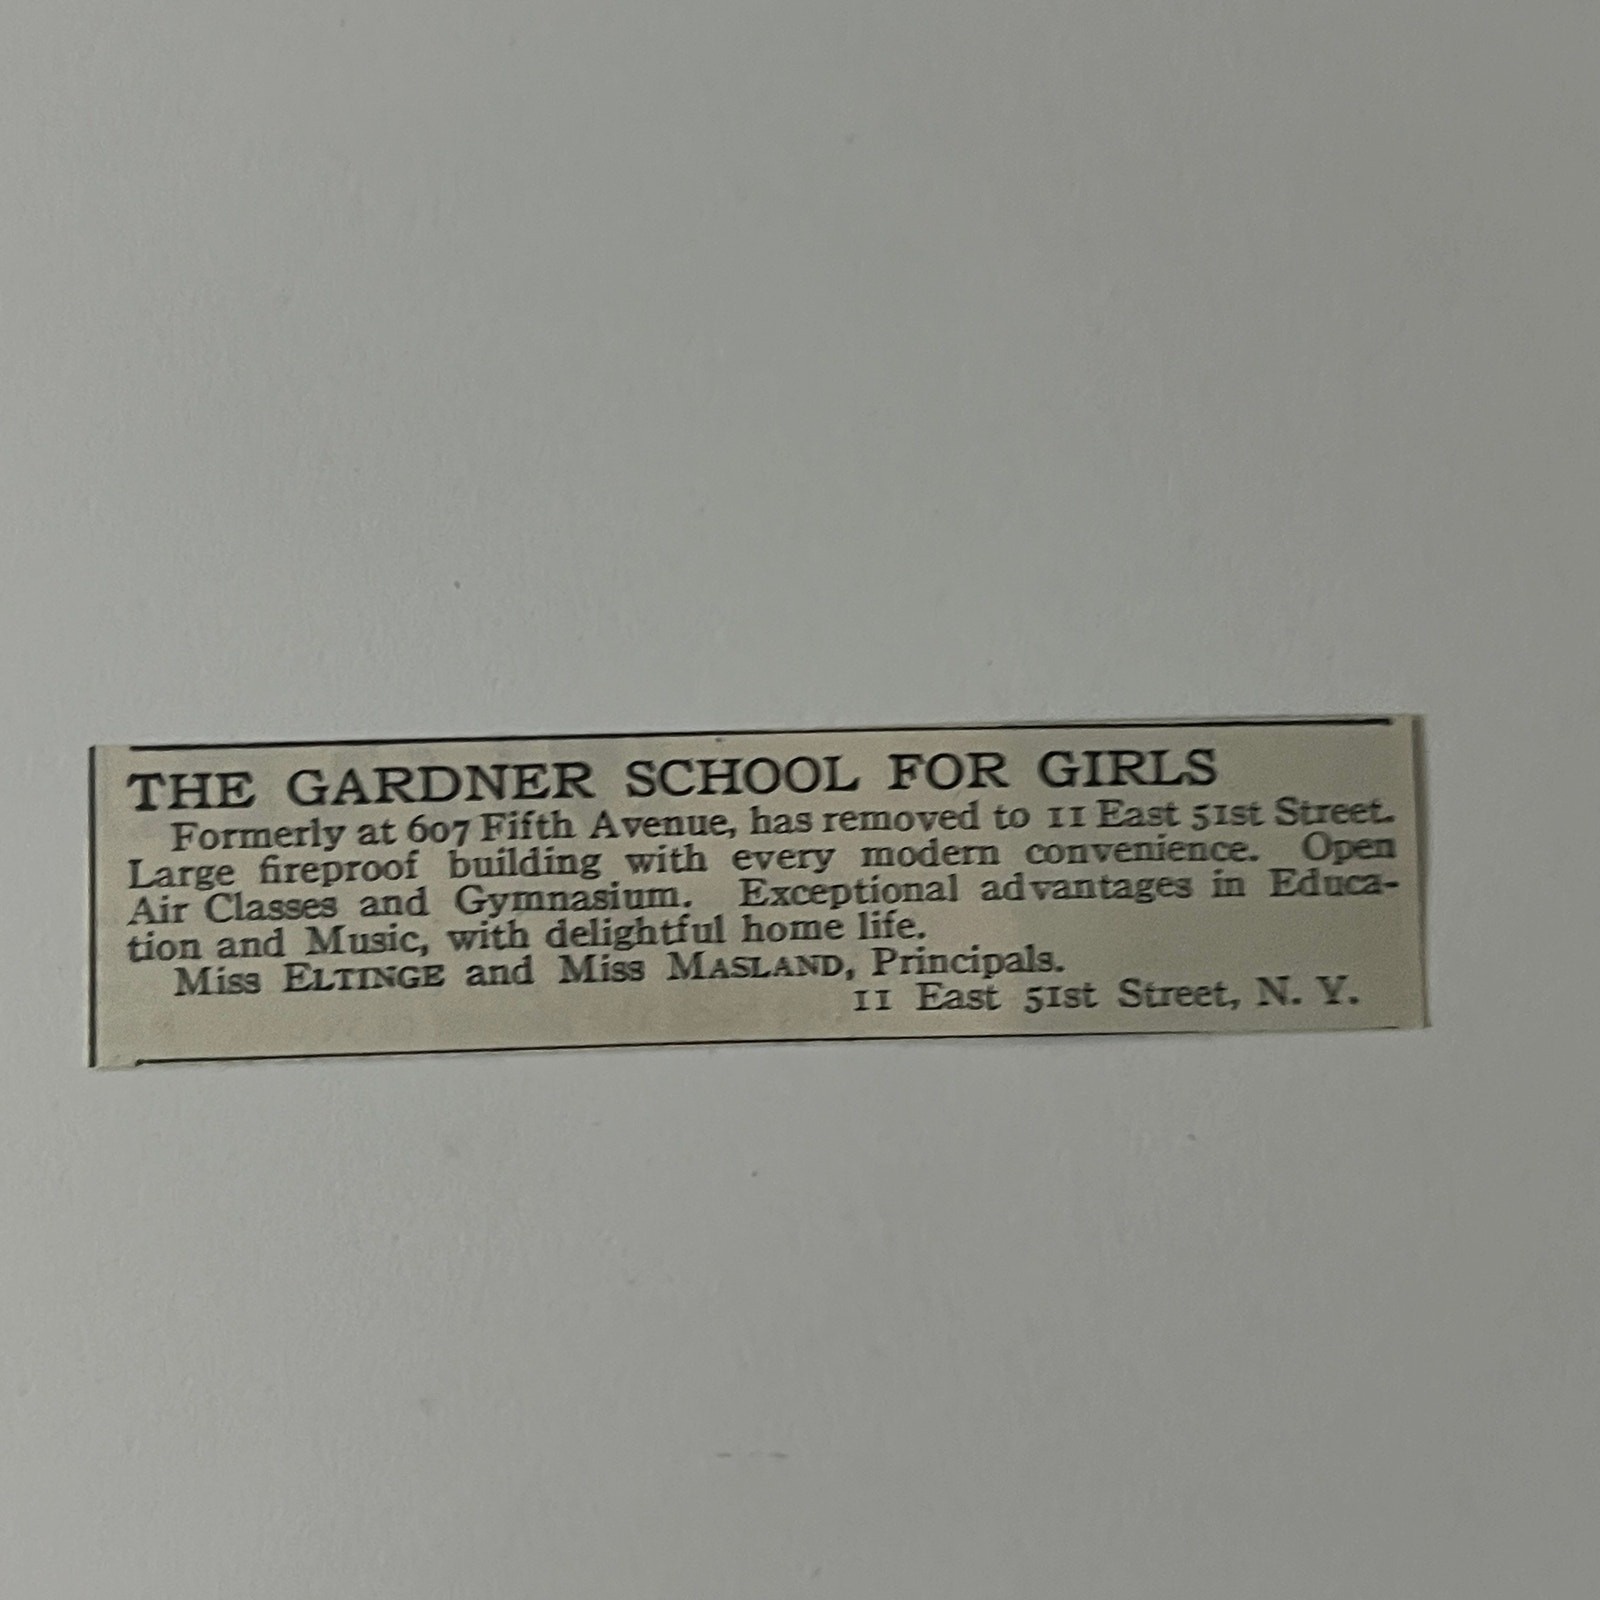 THE GARDNER SCHOOL FOR GIRLS
Formerly at 607 Fifth Avenue, has removed to 11 East 51st Street.
Large fireproof building with every modern convenience. Open
Air Classes and Gymnasium. Exceptional advantages in Educa-
tion and Music, with delightful home life.
Miss ELTINGE and Miss MASLAND, Principals.
11 East 51st Street, N. Y.